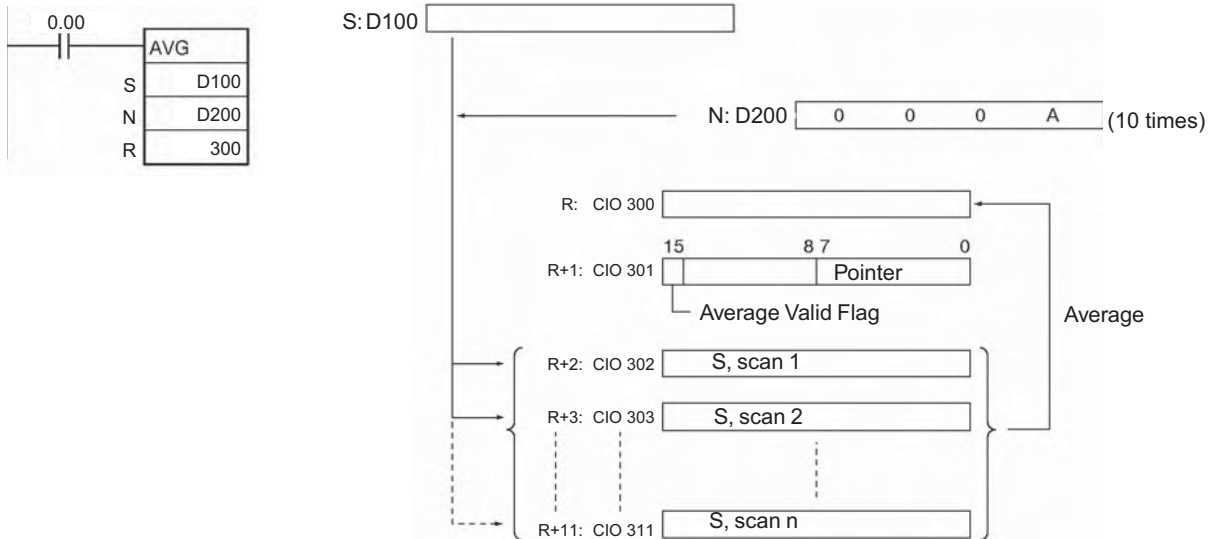 0.00
AVG
S D100
N D200
R 300
S: D100
N: D200 0 0 0 A (10 times)
R: CIO 300
15 8 7 0
R+1: CIO 301 Pointer
Average Valid Flag
Average
R+2: CIO 302 S, scan 1
R+3: CIO 303 S, scan 2
R+11: CIO 311 S, scan n